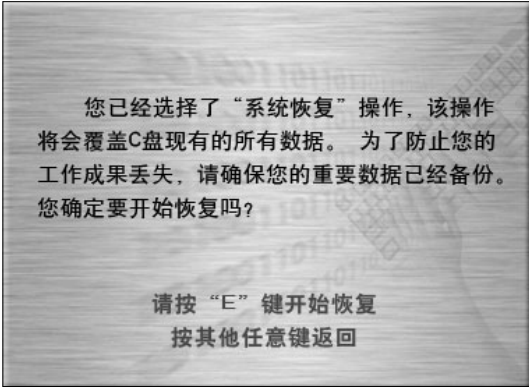 您已经选择了“系统恢复”操作，该操作
将会覆盖C盘现有的所有数据。 为了防止您的
工作成果丢失，请确保您的重要数据已经备份。
您确定要开始恢复吗？
请按“E”键开始恢复
按其他任意键返回